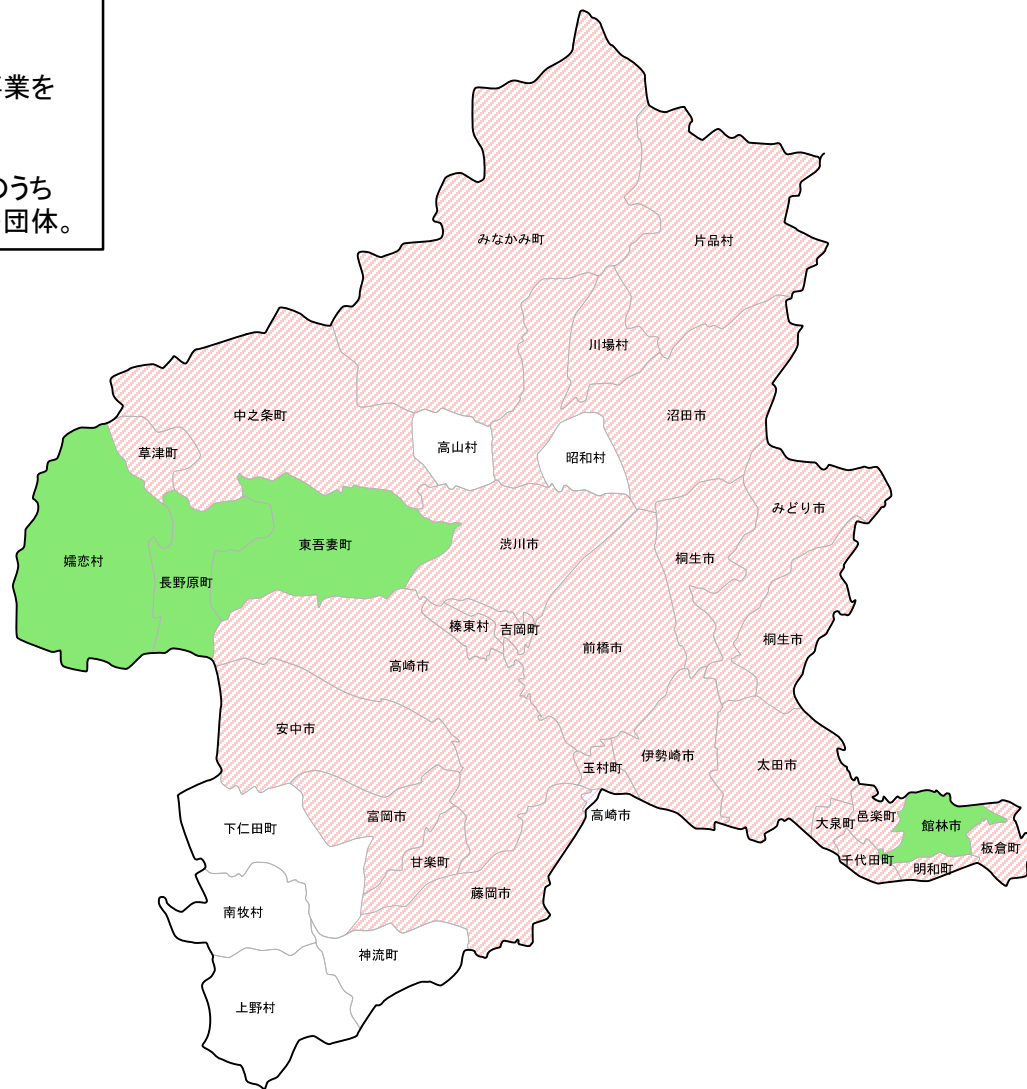 業を
のうち
団体。
みなかみ町
片品村
川場村
中之条町
沼田市
草津町
高山村
昭和村
みどり市
東吾妻町
渋川市
嬬恋村
桐生市
長野原町
榛東村
吉岡町
桐生市
前橋市
高崎市
安中市
伊勢崎市
太田市
玉村町
高崎市
富岡市
邑楽町
大泉町
館林市
下仁田町
板倉町
甘楽町
千代田町
明和町
藤岡市
南牧村
神流町
上野村